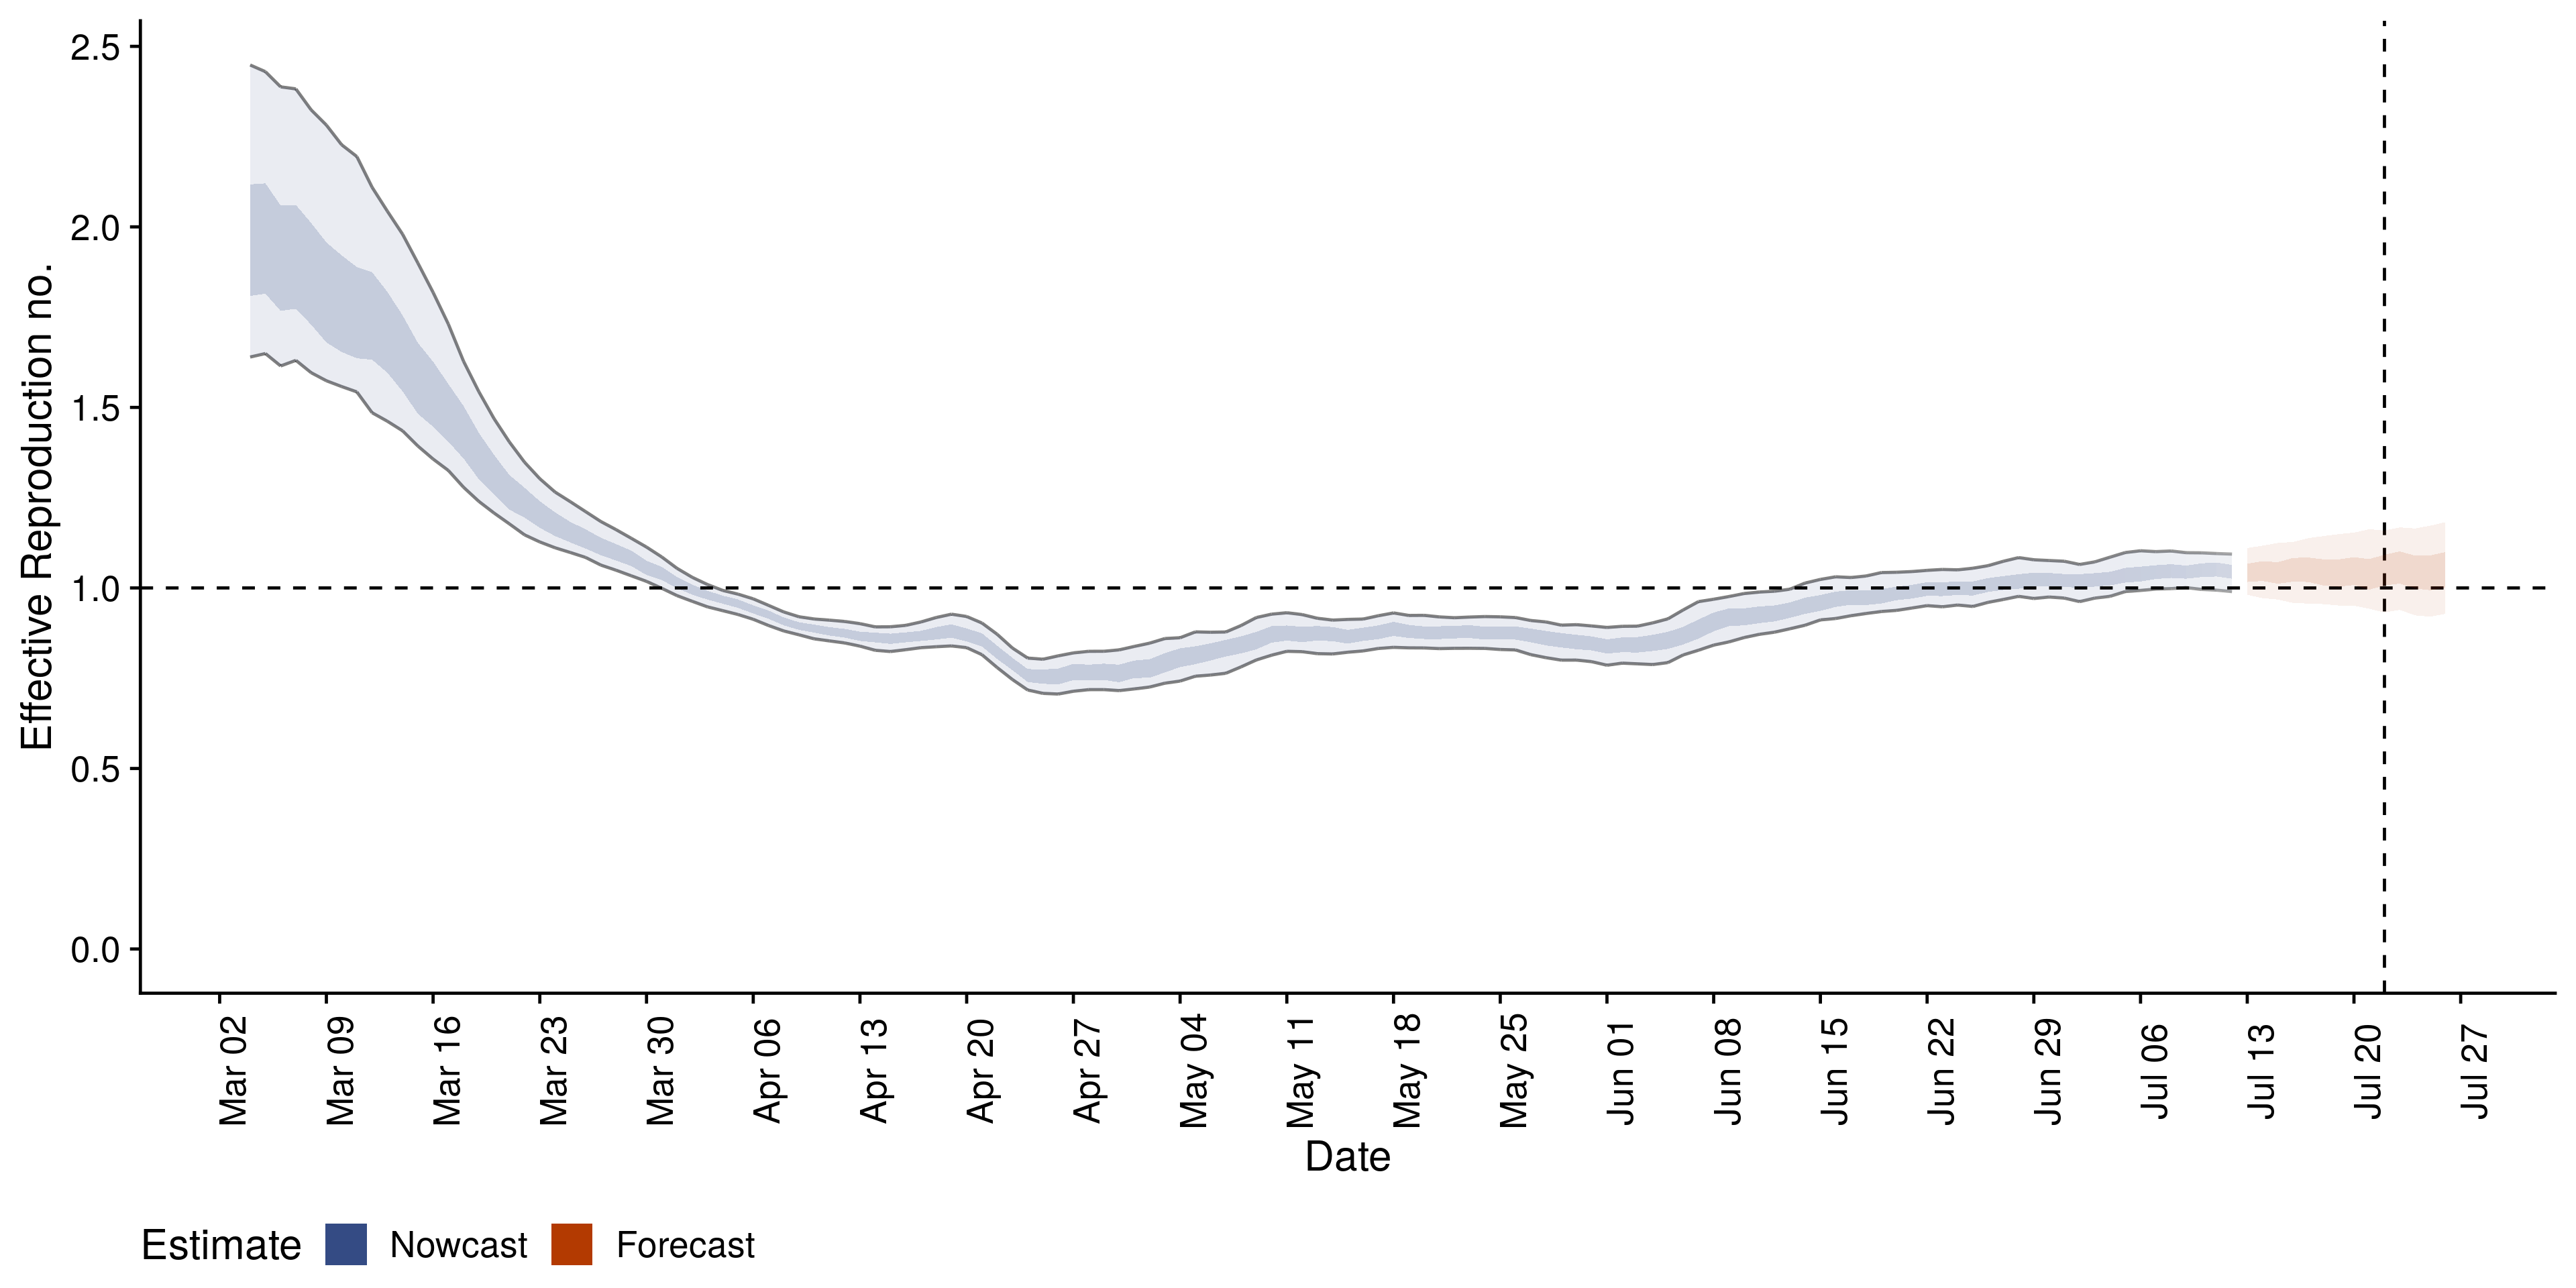 Effective Reproduction no.
2.5
2.0
1.5
1.0
0.5
0.0
Mar 02
Mar 09
Mar 16
Mar 23
Mar 30
Apr 06
Apr 13
Apr 20
Apr 27
May 04
May 11
May 18
May 25
Jun 01
Jun 08
Jun 15
Jun 22
Jun 29
Jul 06
Jul 13
Jul 20
Jul 27
Date
Estimate Nowcast Forecast